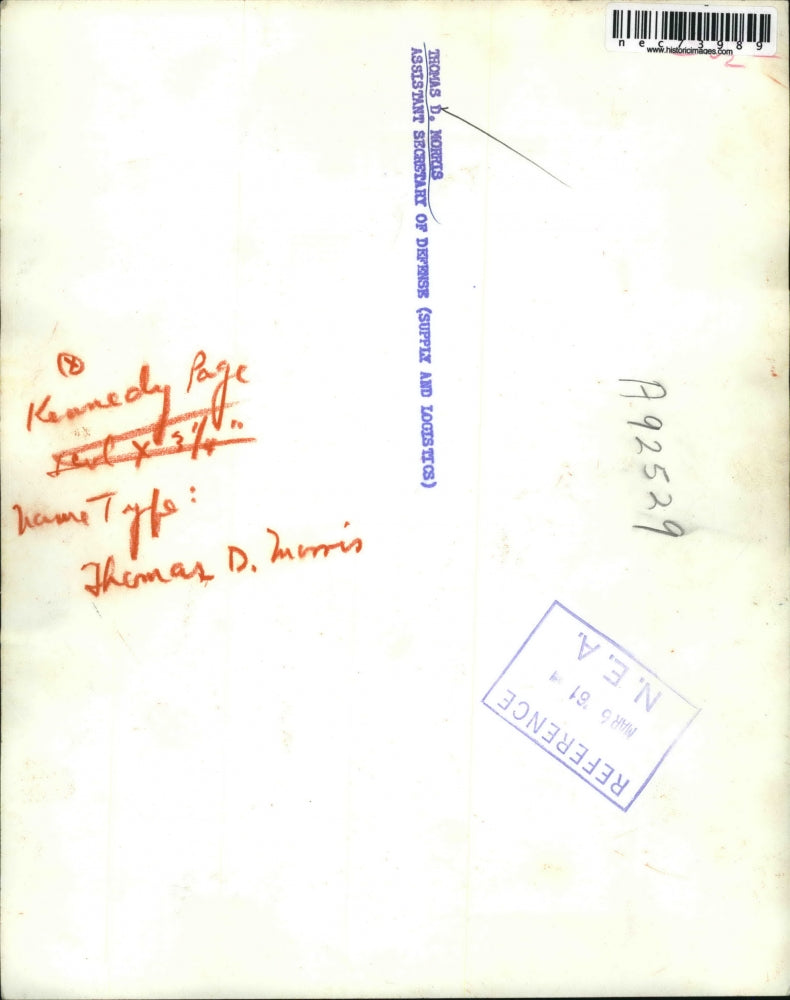 nec73989
www.historicimages.com
THOMAS D. MORRIS
ASSISTANT SECRETARY OF DEFENSE (SUPPLY AND LOGISTICS)
Kennedy Page
Name Type:
Thomas D. Morris
A92529
REFERENCE
MAR 6 '61
N.E.A.